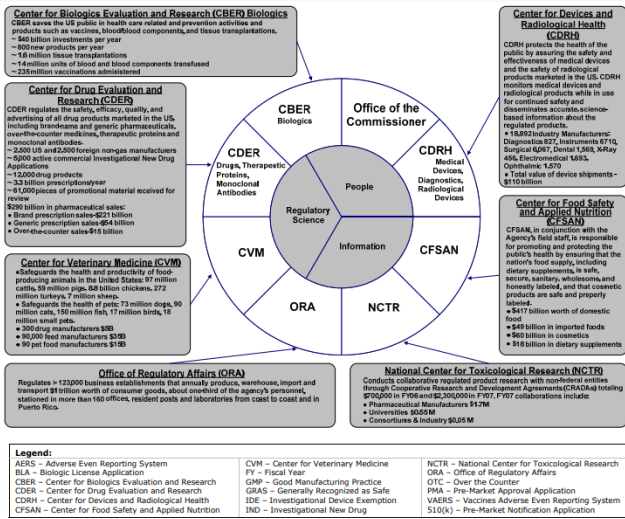 Center for Biologics Evaluation and Research (CBER) Biologics
CBER saves the US public in health care related and prevention activities and
products such as vaccines, blood/blood components, and tissue transplantations.
~ $40 billion investments per year
~ 800 new products per year
~ 1.6 million tissue transplantations
~ 14 million units of blood and blood components transfused
~ 235 million vaccinations administered
Center for Drug Evaluation and
Research (CDER)
CDER regulates the safety, efficacy, quality, and
advertising of all drug products marketed in the US,
including brand-name and generic pharmaceuticals,
over-the-counter medicines, therapeutic proteins and
monoclonal antibodies.
~ 2,500 US and 2,500 foreign non-gas manufacturers
~ 5,000 active commercial Investigational New Drug
Applications
~ 12,000 drug products
~ 3.3 billion prescriptions/year
~ 61,000 pieces of promotional material received for
review
$290 billion in pharmaceutical sales:
● Brand prescription sales-$221 billion
● Generic prescription sales-$54 billion
● Over-the-counter sales-$15 billion
Center for Veterinary Medicine (CVM)
●Safeguards the health and productivity of food-
producing animals in the United States: 97 million
cattle, 59 million pigs, 8.8 billion chickens, 272
million turkeys, 7 million sheep.
●Safeguards the health of pets: 73 million dogs, 90
million cats, 150 million fish, 17 million birds, 18
million small pets.
● 300 drug manufacturers $5B
● 90,000 feed manufacturers $35B
● 90 pet food manufacturers $15B
Office of Regulatory Affairs (ORA)
Regulates > 123,000 business establishments that annually produce, warehouse, import and
transport $1 trillion worth of consumer goods, about one-third of the agency's personnel,
stationed in more than 160 offices, resident posts and laboratories from coast to coast and in
Puerto Rico.
CBER
Biologics
Office of the
Commissioner
CDER
Drugs, Therapeutic
Proteins,
Monoclonal
Antibodies
CDRH
Medical
Devices,
Diagnostics,
Radiological
Devices
People
Regulatory
Science
Information
CVM
CFSAN
ORA
NCTR
Center for Devices and
Radiological Health
(CDRH)
CDRH protects the health of the
public by assuring the safety and
effectiveness of medical devices
and the safety of radiological
products marketed in the US. CDRH
monitors medical devices and
radiological products while in use
for continued safety and
disseminates accurate, science-
based information about the
regulated products.
● 18,892 Industry Manufacturers:
Diagnostics 827, Instruments 6710,
Surgical 6,067, Dental 1,569, X-Ray
456, Electromedical 1,693,
Ophthalmic 1,570
● Total value of device shipments -
$110 billion
Center for Food Safety
and Applied Nutrition
(CFSAN)
CFSAN, in conjunction with the
Agency's field staff, is responsible
for promoting and protecting the
public's health by ensuring that the
nation's food supply, including
dietary supplements, is safe,
secure, sanitary, wholesome, and
honestly labeled, and that cosmetic
products are safe and properly
labeled.
● $417 billion worth of domestic
food
● $49 billion in imported foods
● $60 billion in cosmetics
● $18 billion in dietary supplements
National Center for Toxicological Research (NCTR)
Conducts collaborative regulated product research with non-federal entities
through Cooperative Research and Development Agreements (CRADAs) totaling
$700,000 in FY06 and $2,300,000 in FY07. FY07 collaborations include:
● Pharmaceutical Manufacturers $1.7M
● Universities $0.55M
● Consortiums & Industry $0.05 M
Legend:
AERS – Adverse Even Reporting System
BLA – Biologic License Application
CBER – Center for Biologics Evaluation and Research
CDER – Center for Drug Evaluation and Research
CDRH – Center for Devices and Radiological Health
CFSAN – Center for Food Safety and Applied Nutrition
CVM – Center for Veterinary Medicine
FY – Fiscal Year
GMP – Good Manufacturing Practice
GRAS – Generally Recognized as Safe
IDE – Investigational Device Exemption
IND – Investigational New Drug
NCTR – National Center for Toxicological Research
ORA – Office of Regulatory Affairs
OTC – Over the Counter
PMA – Pre-Market Approval Application
VAERS – Vaccines Adverse Even Reporting System
510(k) – Pre-Market Notification Application